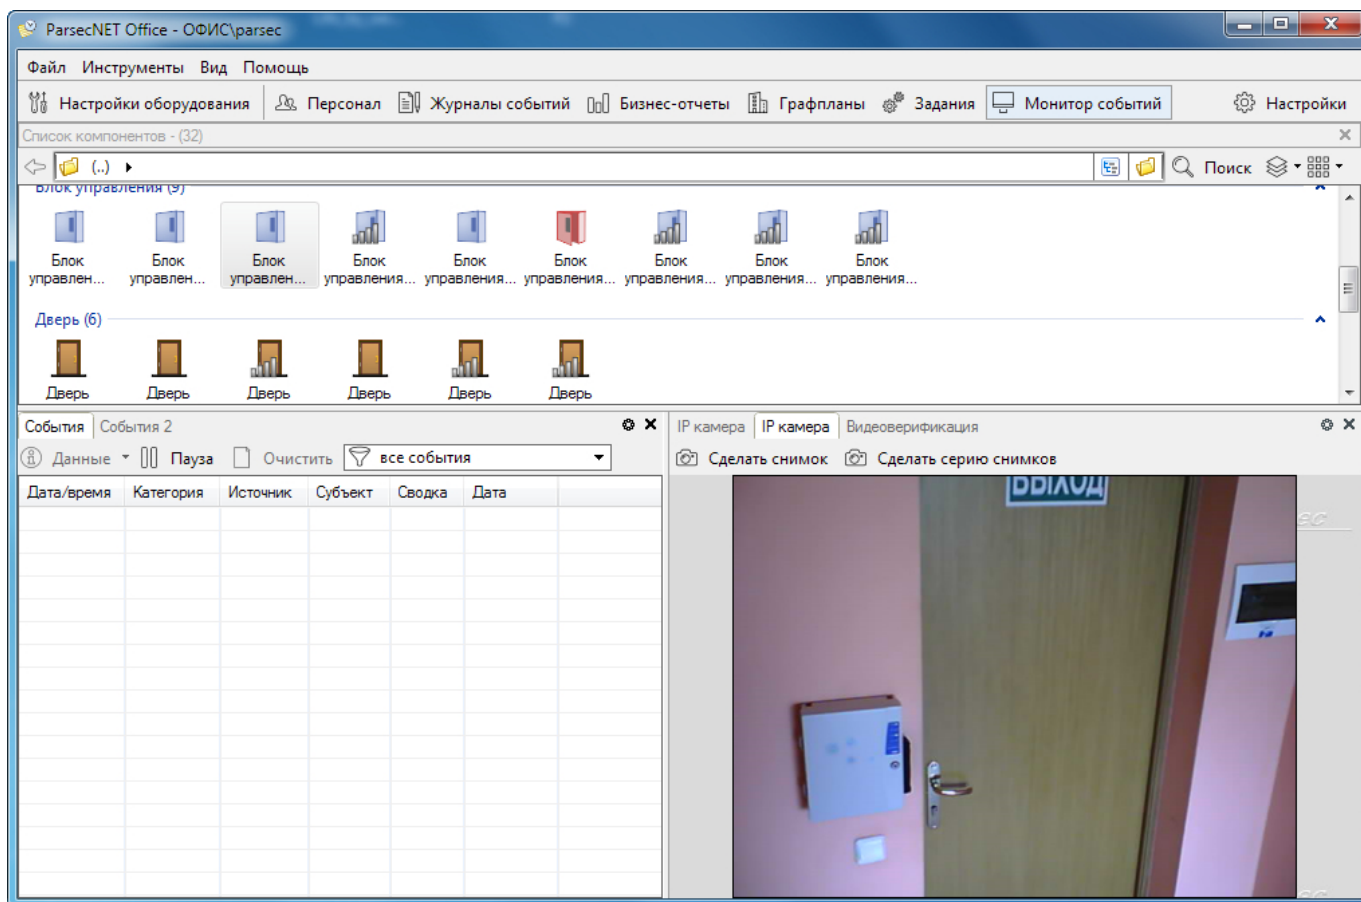 ParsecNET Office - ОФИС\parsec
Файл Инструменты Вид Помощь
Настройки оборудования Персонал Журналы событий Бизнес-отчеты Графпланы Задания Монитор событий Настройки
Список компонентов - (32)
(..) Поиск
Блок управления (9)
Блок Блок Блок Блок Блок Блок Блок Блок Блок
управлен... управлен... управлен... управления... управления... управления... управления... управления... управления...
Дверь (6)
Дверь Дверь Дверь Дверь Дверь Дверь
События События 2
Данные Пауза Очистить все события
Дата/время Категория Источник Субъект Сводка Дата
IP камера IP камера Видеоверификация
Сделать снимок Сделать серию снимков
ВЫХОД